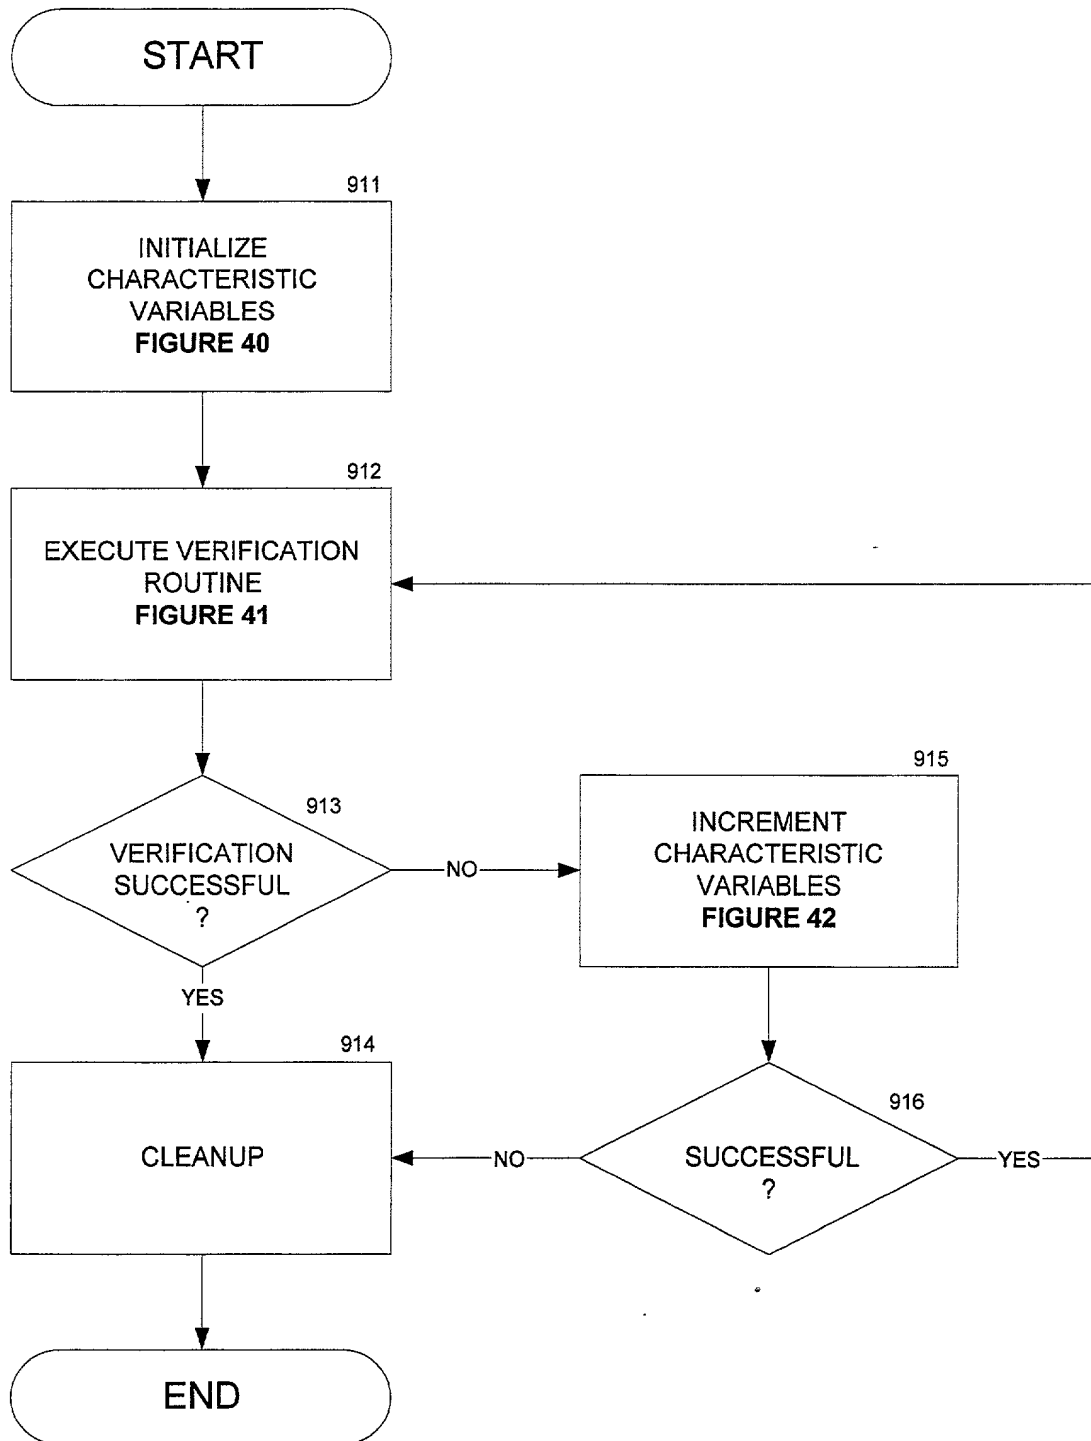 START
911
INITIALIZE
CHARACTERISTIC
VARIABLES
FIGURE 40
912
EXECUTE VERIFICATION
ROUTINE
FIGURE 41
913
VERIFICATION
SUCCESSFUL
?
NO
915
INCREMENT
CHARACTERISTIC
VARIABLES
FIGURE 42
YES
914
CLEANUP
NO
916
SUCCESSFUL
?
YES
END